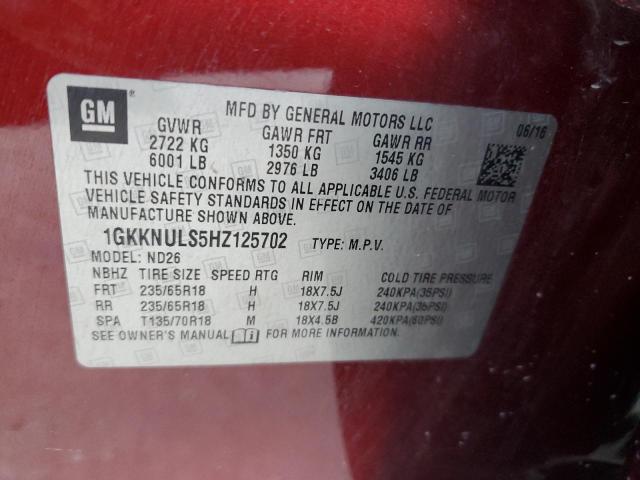 GM ®
MFD BY GENERAL MOTORS LLC 06/16
GVWR GAWR FRT GAWR RR
2722 KG 1350 KG 1545 KG
6001 LB 2976 LB 3406 LB
THIS VEHICLE CONFORMS TO ALL APPLICABLE U.S. FEDERAL MOTOR
VEHICLE SAFETY STANDARDS IN EFFECT ON THE DATE OF
MANUFACTURE SHOWN ABOVE.
1GKKNULS5HZ125702 TYPE: M.P.V.
MODEL: ND26
NBHZ TIRE SIZE SPEED RTG RIM COLD TIRE PRESSURE
FRT 235/65R18 H 18X7.5J 240KPA(35PSI)
RR 235/65R18 H 18X7.5J 240KPA(35PSI)
SPA T135/70R18 M 18X4.5B 420KPA(60PSI)
SEE OWNER'S MANUAL FOR MORE INFORMATION.